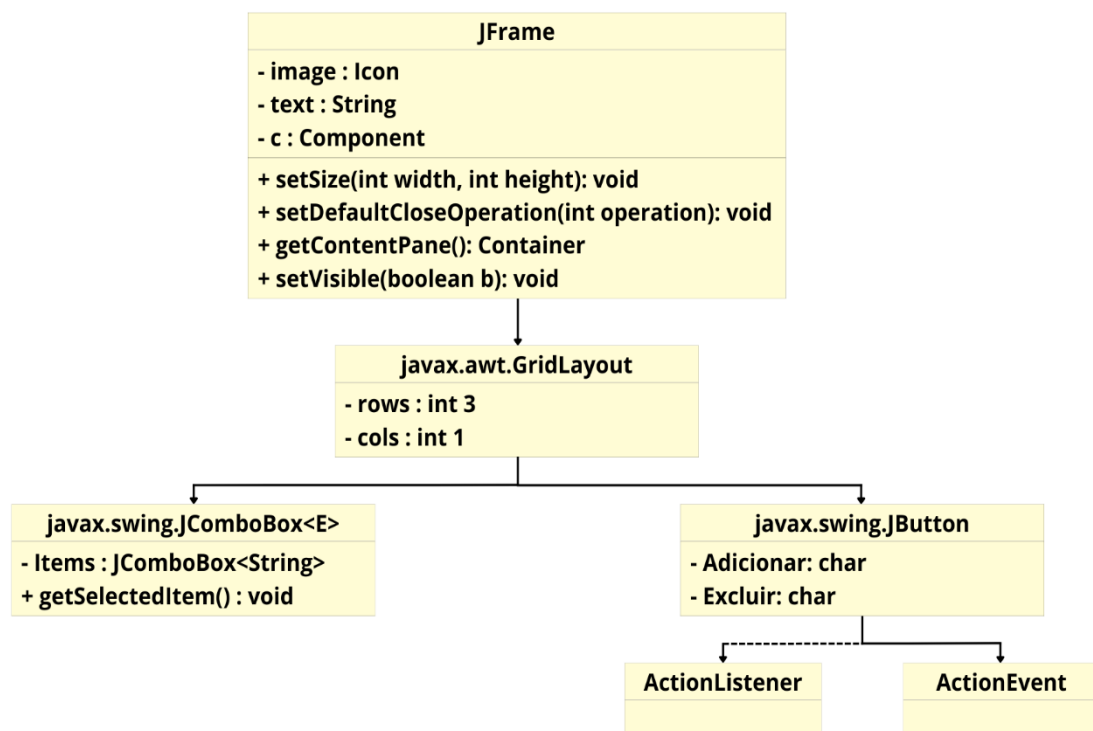 JFrame
- image : Icon
- text : String
- c : Component
+ setSize(int width, int height): void
+ setDefaultCloseOperation(int operation): void
+ getContentPane(): Container
+ setVisible(boolean b): void
javax.awt.GridLayout
- rows : int 3
- cols : int 1
javax.swing.JComboBox<E>
- Items : JComboBox<String>
+ getSelectedItem() : void
javax.swing.JButton
- Adicionar: char
- Excluir: char
ActionListener
ActionEvent